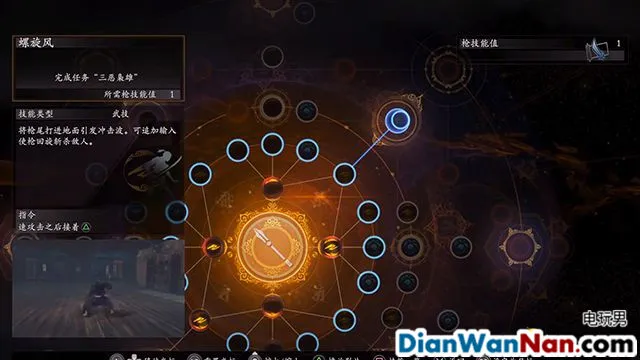 螺旋风
枪技能值 1
完成任务“三恶枭雄”
所需枪技能值 1
技能类型 武技
将枪尾打进地面引发冲击波。可追加输入
使枪回旋斩杀敌人。
指令
速攻击之后接着△
电玩男
DianWanNan.com